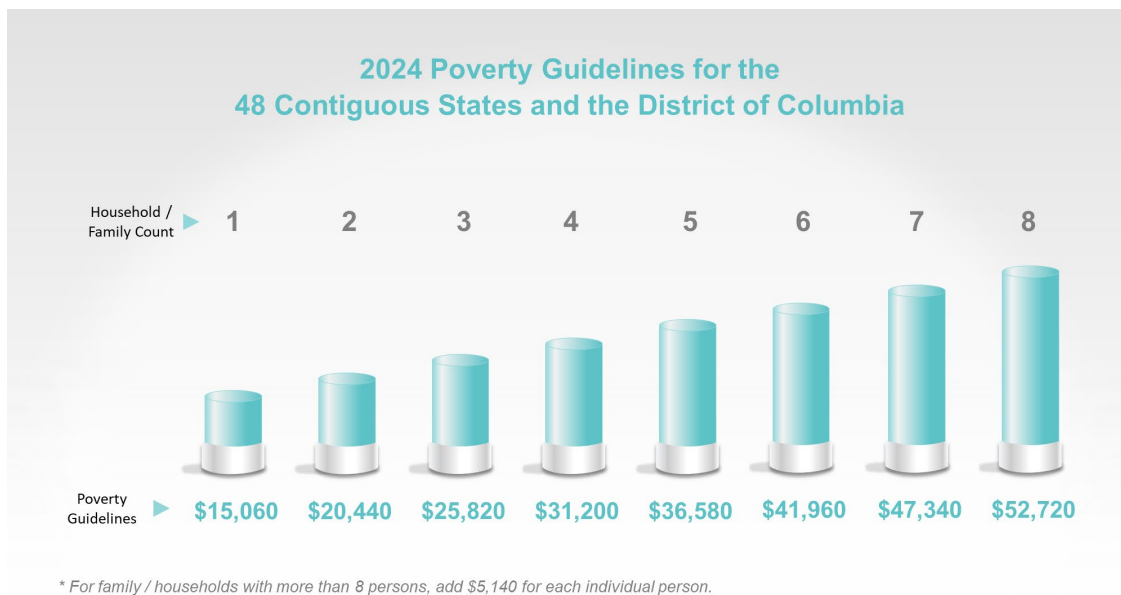 2024 Poverty Guidelines for the
48 Contiguous States and the District of Columbia
Household /
Family Count
1 2 3 4 5 6 7 8
Poverty
Guidelines
$15,060 $20,440 $25,820 $31,200 $36,580 $41,960 $47,340 $52,720
* For family / households with more than 8 persons, add $5,140 for each individual person.